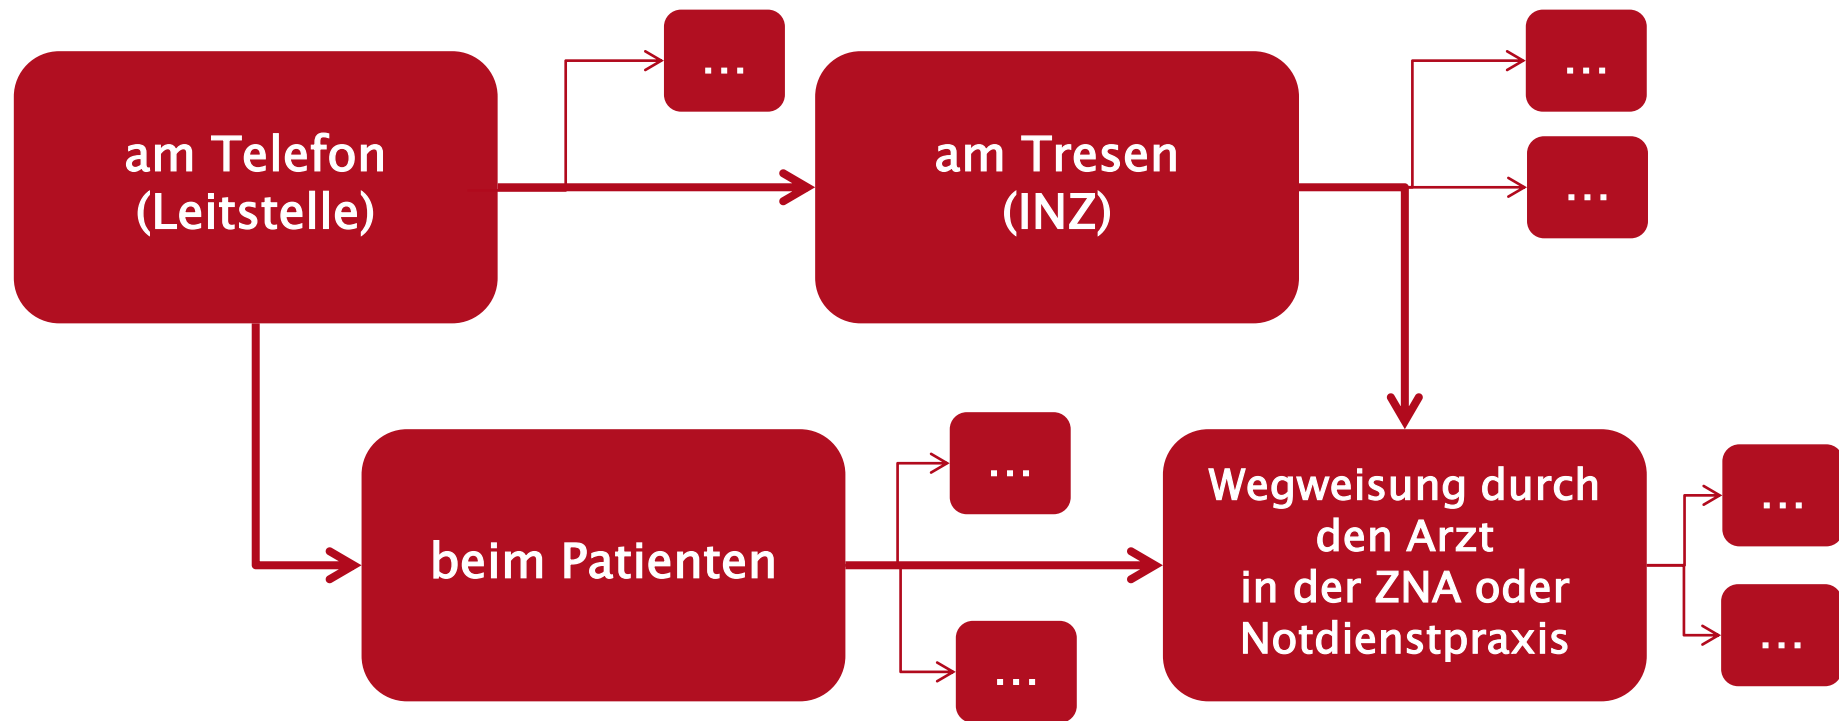 am Telefon
(Leitstelle)
...
am Tresen
(INZ)
...
...
beim Patienten
...
...
Wegweisung durch
den Arzt
in der ZNA oder
Notdienstpraxis
...
...